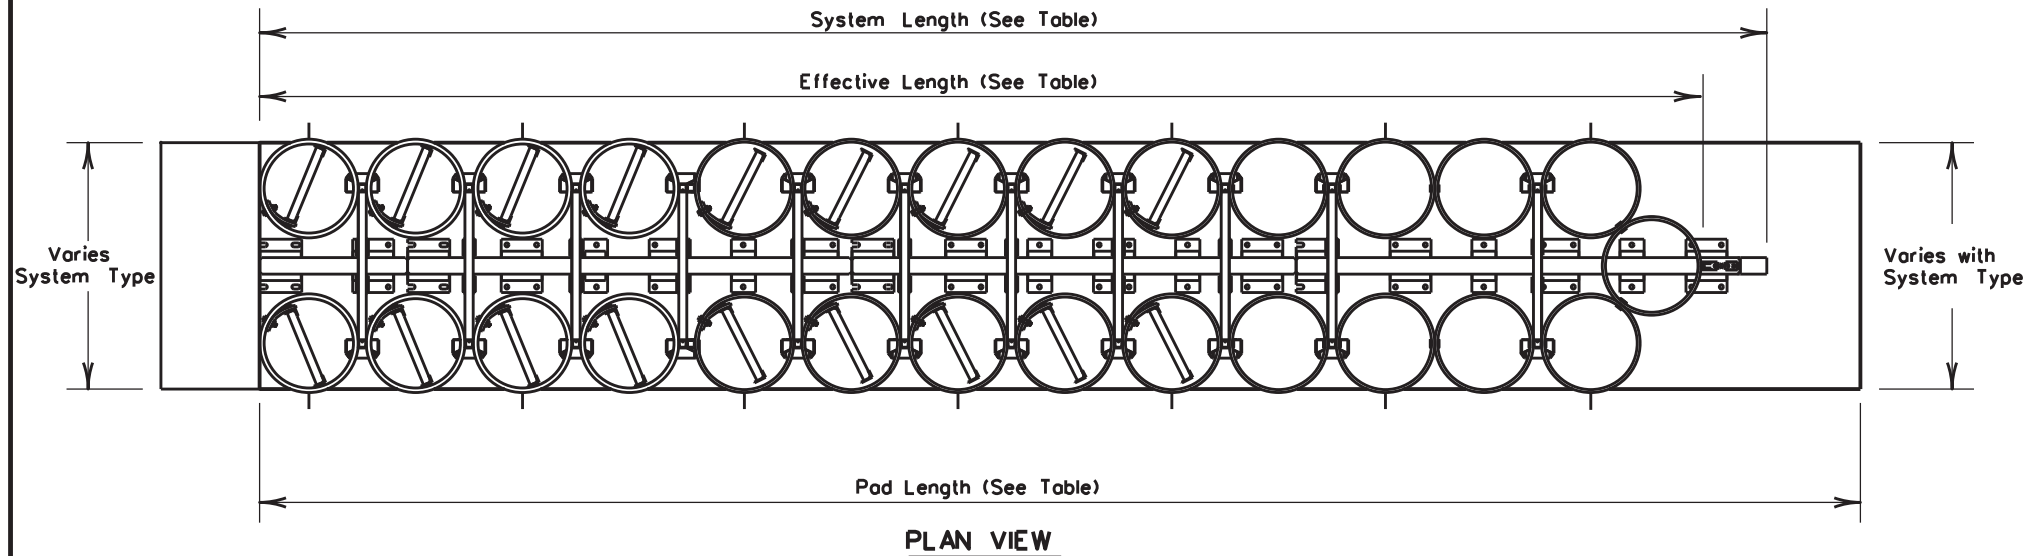 System Length (See Table)
Effective Length (See Table)
Varies
System Type
Varies with
System Type
Pad Length (See Table)
PLAN VIEW